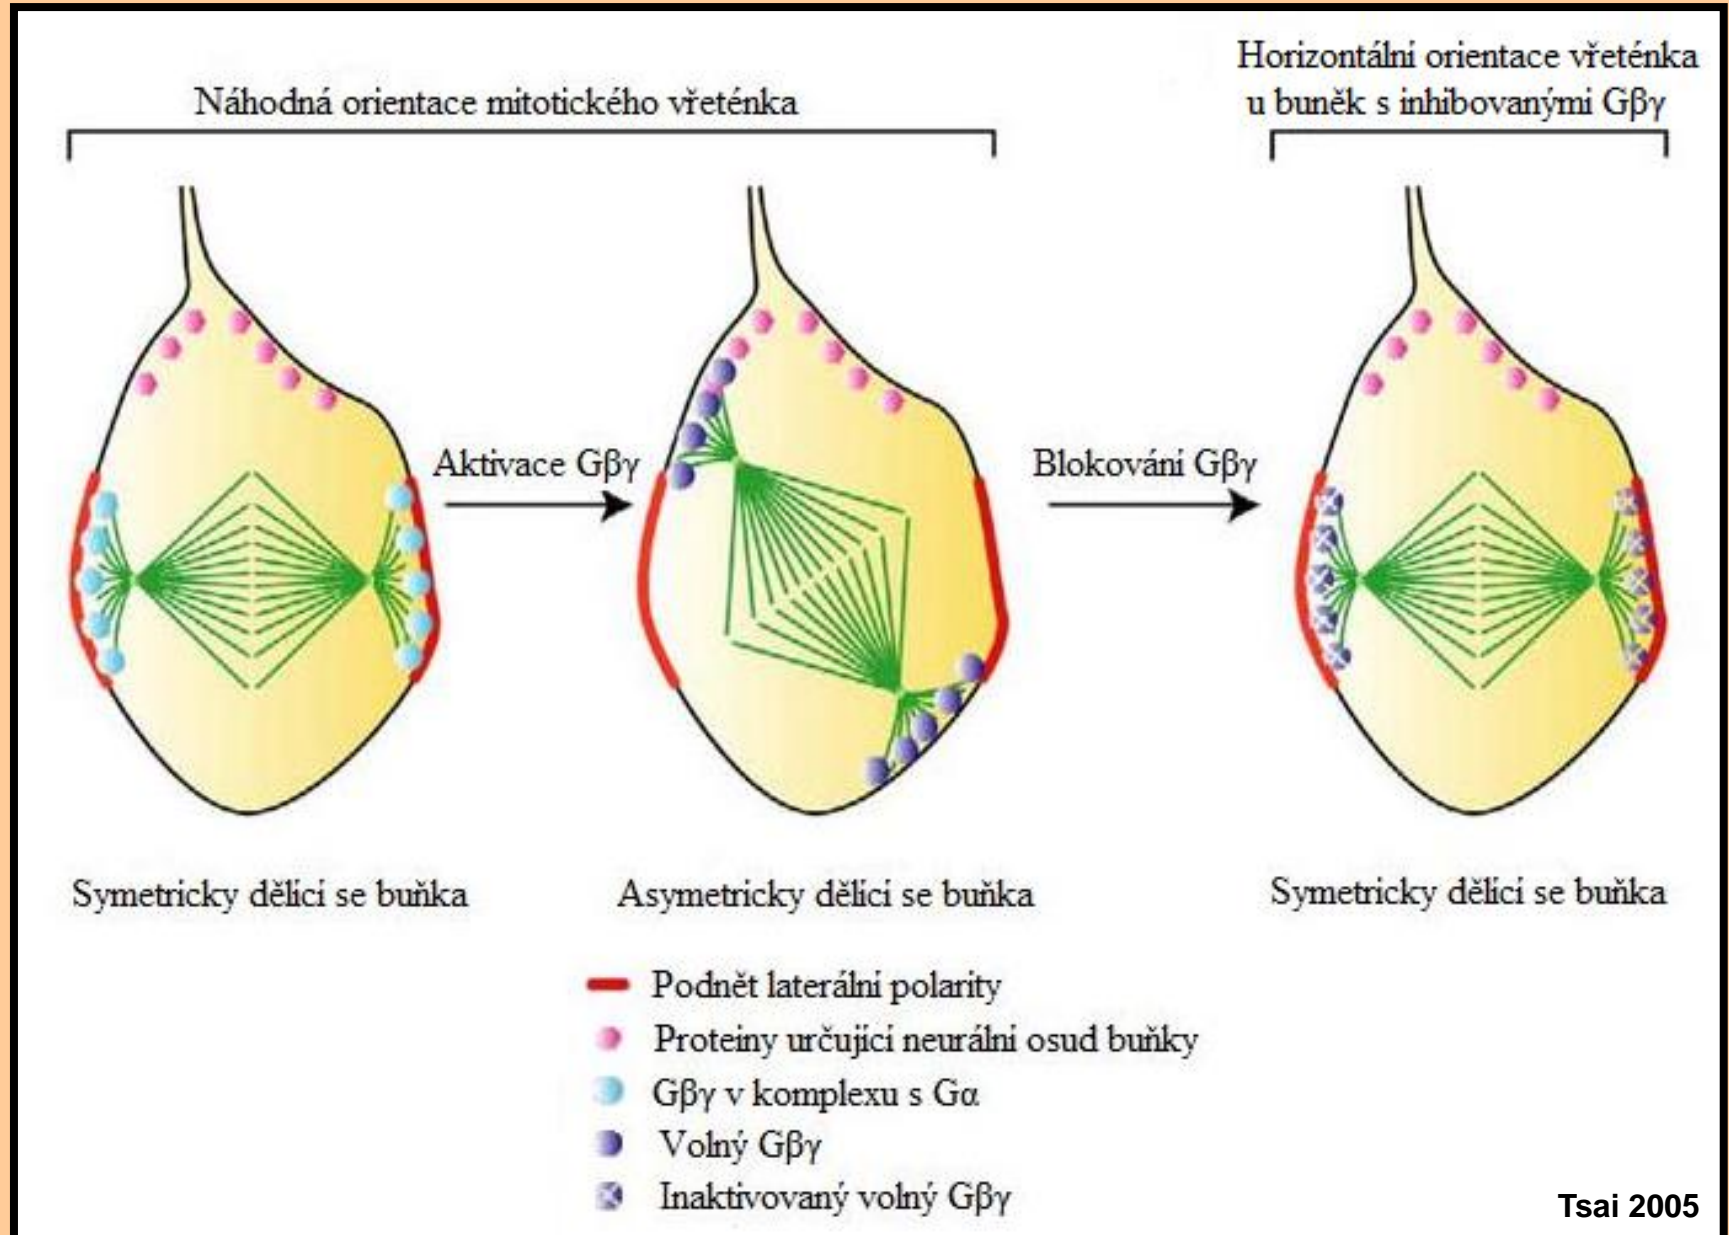 Náhodná orientace mitotického vřeténka
Horizontální orientace vřeténka
u buněk s inhibovanými Gβγ
Aktivace Gβγ
Blokování Gβγ
Symetricky dělící se buňka
Asymetricky dělící se buňka
Symetricky dělící se buňka
Podnět laterální polarity
Proteiny určující neurální osud buňky
Gβγ v komplexu s Gα
Volný Gβγ
Inaktivovaný volný Gβγ
Tsai 2005